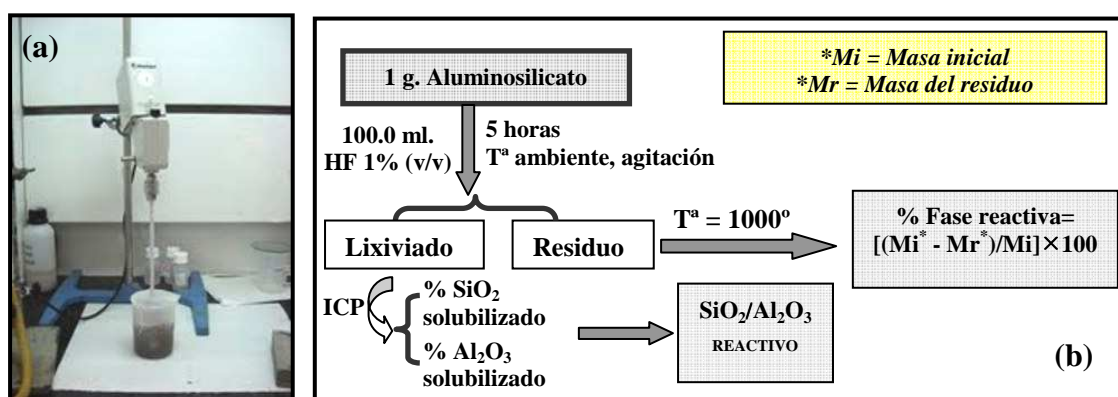 (a)
(b)
1 g. Aluminosilicato
*Mi = Masa inicial
*Mr = Masa del residuo
100.0 ml.
HF 1% (v/v)
5 horas
Tª ambiente, agitación
Lixiviado
Residuo
Tª = 1000º
% Fase reactiva=
[(Mi* - Mr*)/Mi]×100
ICP
% SiO₂
solubilizado
% Al₂O₃
solubilizado
SiO₂/Al₂O₃
REACTIVO